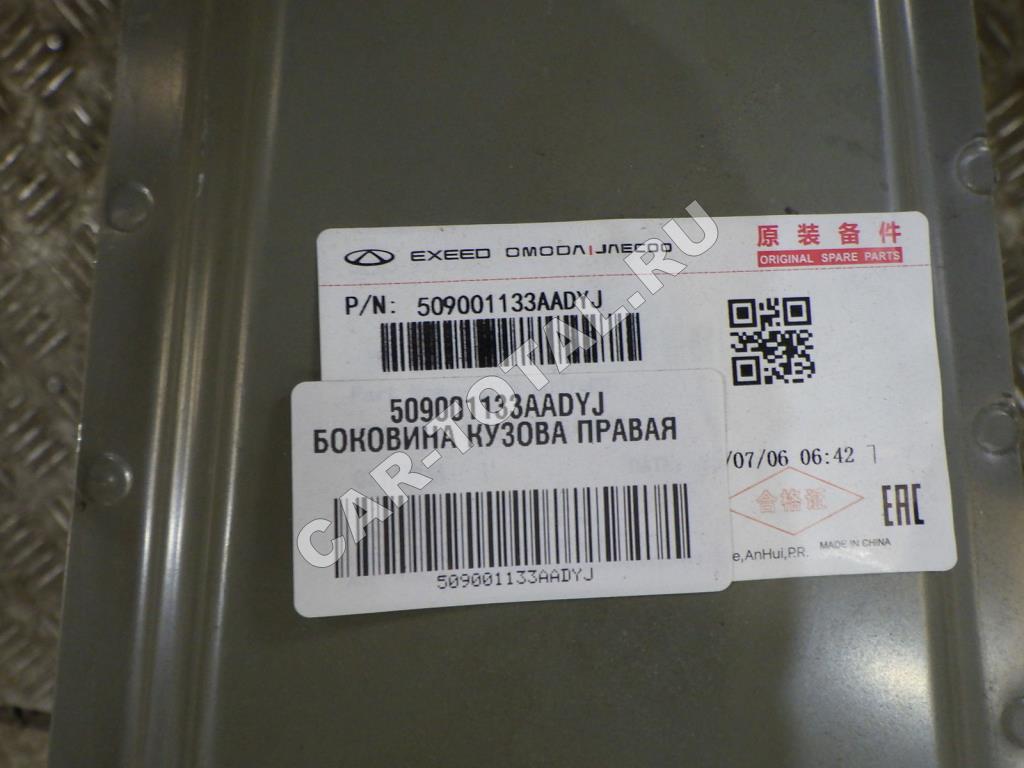 EXEED OMODA|JAECOO
原装备件
ORIGINAL SPARE PARTS
P/N: 509001133AADYJ
509001133AADYJ
БОКОВИНА КУЗОВА ПРАВАЯ
509001133AADYJ
/07/06 06:42
合格证
EAC
e,AnHui,P.R. MADE IN CHINA
CAR-TOTAL.RU